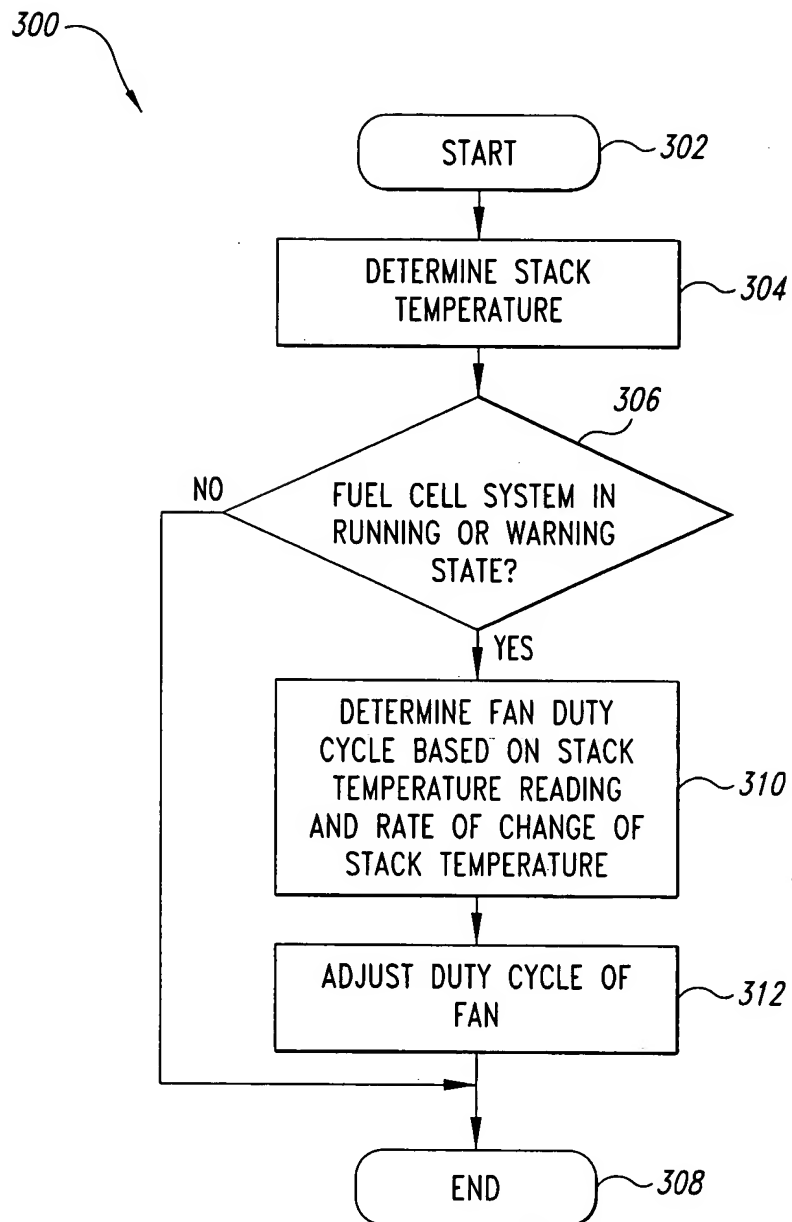 300
START
302
DETERMINE STACK
TEMPERATURE
304
306
NO
FUEL CELL SYSTEM IN
RUNNING OR WARNING
STATE?
YES
DETERMINE FAN DUTY
CYCLE BASED ON STACK
TEMPERATURE READING
AND RATE OF CHANGE OF
STACK TEMPERATURE
310
ADJUST DUTY CYCLE OF
FAN
312
END
308